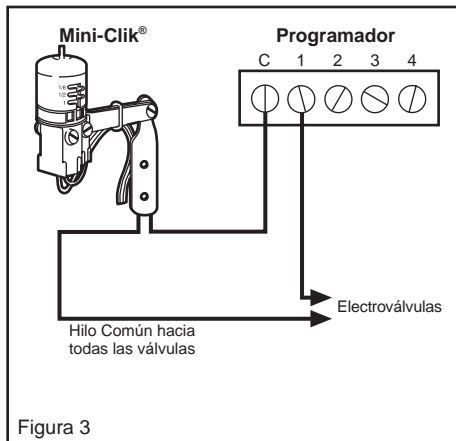 Mini-Clik®
Programador
C 1 2 3 4
1/8
1/2
1
Electroválvulas
Hilo Común hacia
todas las válvulas
Figura 3